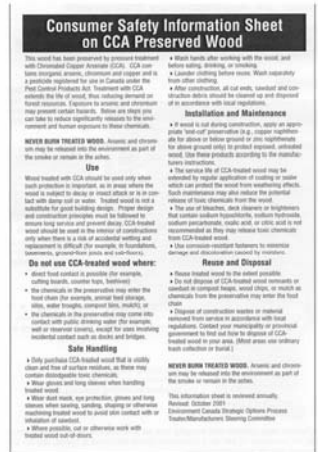 Consumer Safety Information Sheet
on CCA Preserved Wood
This wood has been preserved by pressure treatment
with Chromated Copper Arsenate (CCA). CCA con-
tains inorganic arsenic, chromium and copper and is
a pesticide registered for use in Canada under the
Pest Control Products Act. Treatment with CCA
extends the life of wood, thus reducing demand on
forest resources. Exposure to arsenic and chromium
may present certain hazards. Below are steps you
can take to reduce significantly releases to the envi-
ronment and human exposure to these chemicals.
NEVER BURN TREATED WOOD. Arsenic and chromi-
um may be released into the environment as part of
the smoke or remain in the ashes.
Use
Wood treated with CCA should be used only when
such protection is important, as in areas where the
wood is subject to decay or insect attack or is in con-
tact with damp soil or water. Treated wood is not a
substitute for good building design. Proper design
and construction principles must be followed to
ensure long service and prevent decay. CCA-treated
wood should be used in the interior of constructions
only when there is a risk of accidental wetting and
replacement is difficult (for example, in foundations,
basements, ground-floor joists and sub-floors).
Do not use CCA-treated wood where:
• direct food contact is possible (for example,
cutting boards, counter tops, beehives)
• the chemicals in the preservative may enter the
food chain (for example, animal feed storage,
silos, water troughs, compost bins, mulch), or
• the chemicals in the preservative may come into
contact with public drinking water (for example,
well or reservoir covers), except for uses involving
incidental contact such as docks and bridges.
Safe Handling
• Only purchase CCA-treated wood that is visibly
clean and free of surface residues, as these may
contain dislodgeable toxic chemicals.
• Wear gloves and long sleeves when handling
treated wood.
• Wear dust mask, eye protection, gloves and long
sleeves when sawing, sanding, shaping or otherwise
machining treated wood to avoid skin contact with or
inhalation of sawdust.
• Where possible, cut or otherwise work with
treated wood out-of-doors.
• Wash hands after working with the wood, and
before eating, drinking, or smoking.
• Launder clothing before reuse. Wash separately
from other clothing.
• After construction, all cut ends, sawdust and con-
struction debris should be cleaned up and disposed
of in accordance with local regulations.
Installation and Maintenance
• If wood is cut during construction, apply an appro-
priate "end-cut" preservative (e.g., copper naphthen-
ate for above or below ground or zinc naphthenate
for above ground only) to protect exposed, untreated
wood. Use these products according to the manufac-
turers instructions.
• The service life of CCA-treated wood may be
extended by regular application of coating or sealer
which can protect the wood from weathering effects.
Such maintenance may also reduce the potential
release of toxic chemicals from the wood.
• The use of bleaches, deck cleaners or brighteners
that contain sodium hypochlorite, sodium hydroxide,
sodium percarbonate, oxalic acid, or citric acid is not
recommended as they may release toxic chemicals
from CCA-treated wood.
• Use corrosion-resistant fasteners to minimize
damage and discolouration caused by moisture.
Reuse and Disposal
• Reuse treated wood to the extent possible.
• Do not dispose of CCA-treated wood remnants or
sawdust in compost heaps, wood chips, or mulch as
chemicals from the preservative may enter the food
chain
• Dispose of construction wastes or material
removed from service in accordance with local
regulations. Contact your municipality or provincial
government to find out how to dispose of CCA-
treated wood in your area. (Most areas use ordinary
trash collection or burial.)
NEVER BURN TREATED WOOD. Arsenic and chromi-
um may be released into the environment as part of
the smoke or remain in the ashes.
This information sheet is reviewed annually.
Revised: October 2001
Environment Canada Strategic Options Process
Treater/Manufacturers Steering Committee